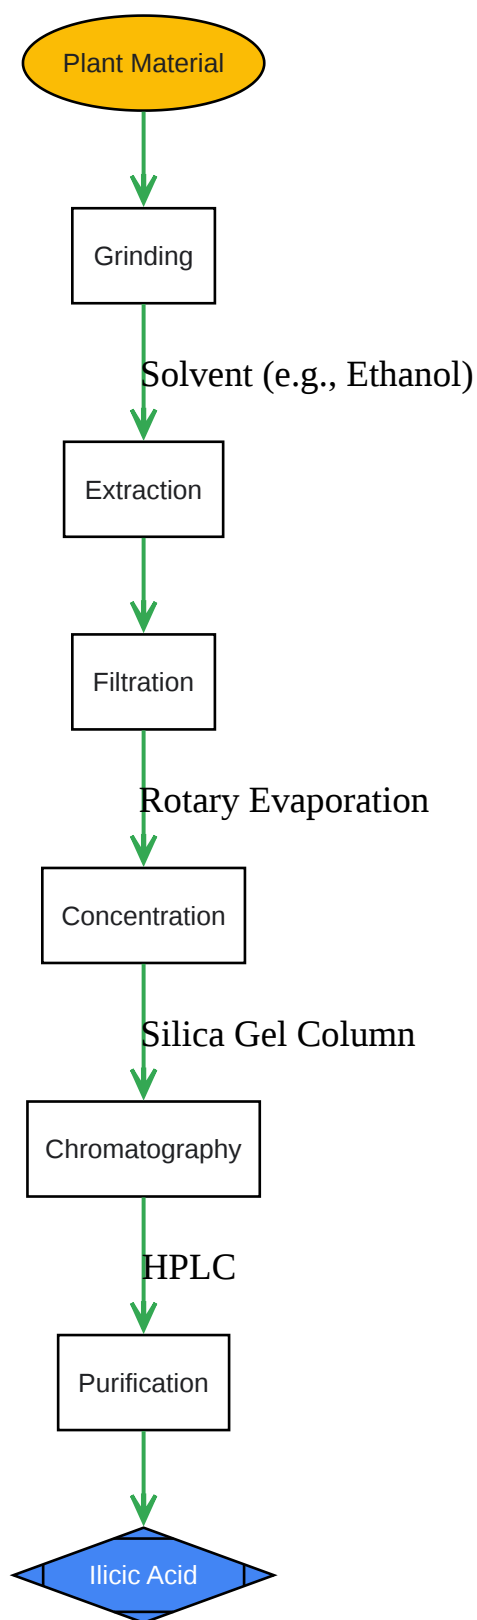 Plant Material
Grinding
Solvent (e.g., Ethanol)
Extraction
Filtration
Rotary Evaporation
Concentration
Silica Gel Column
Chromatography
HPLC
Purification
Ilicic Acid